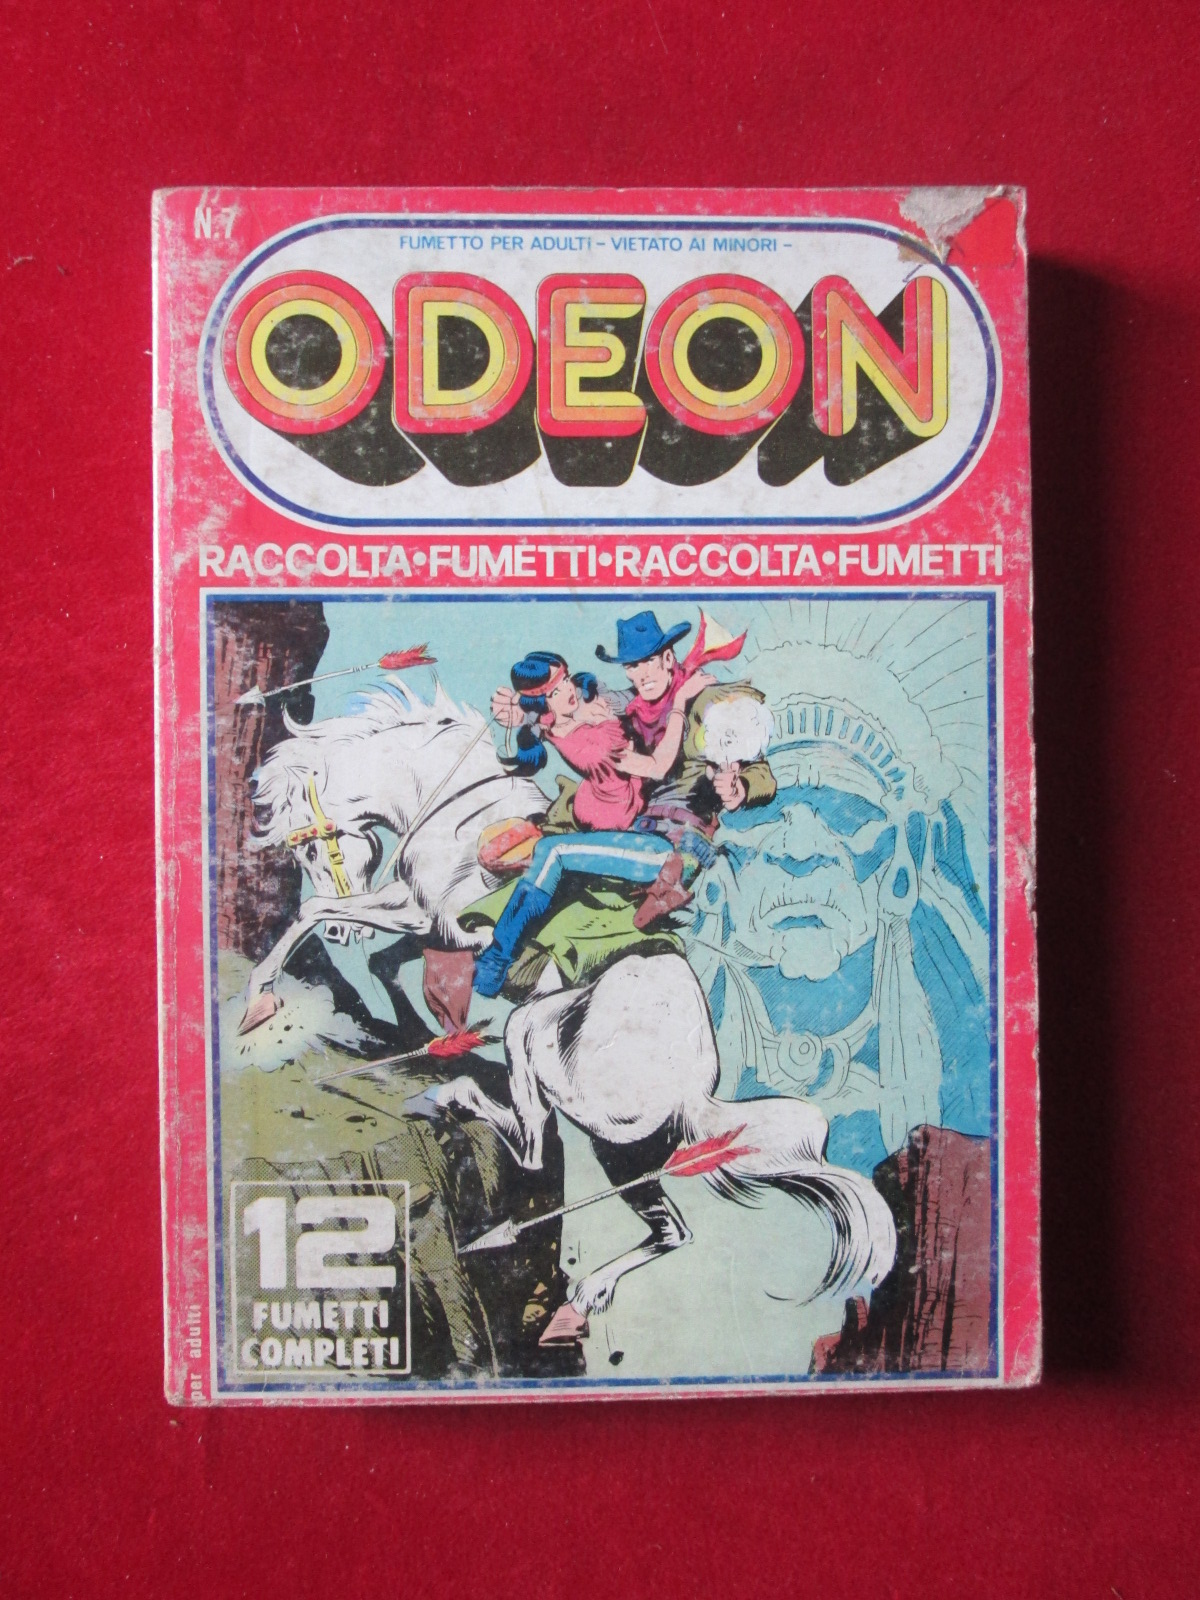 N.7
FUMETTO PER ADULTI - VIETATO AI MINORI -
ODEON
RACCOLTA•FUMETTI•RACCOLTA•FUMETTI
12
FUMETTI
COMPLETI
per adulti